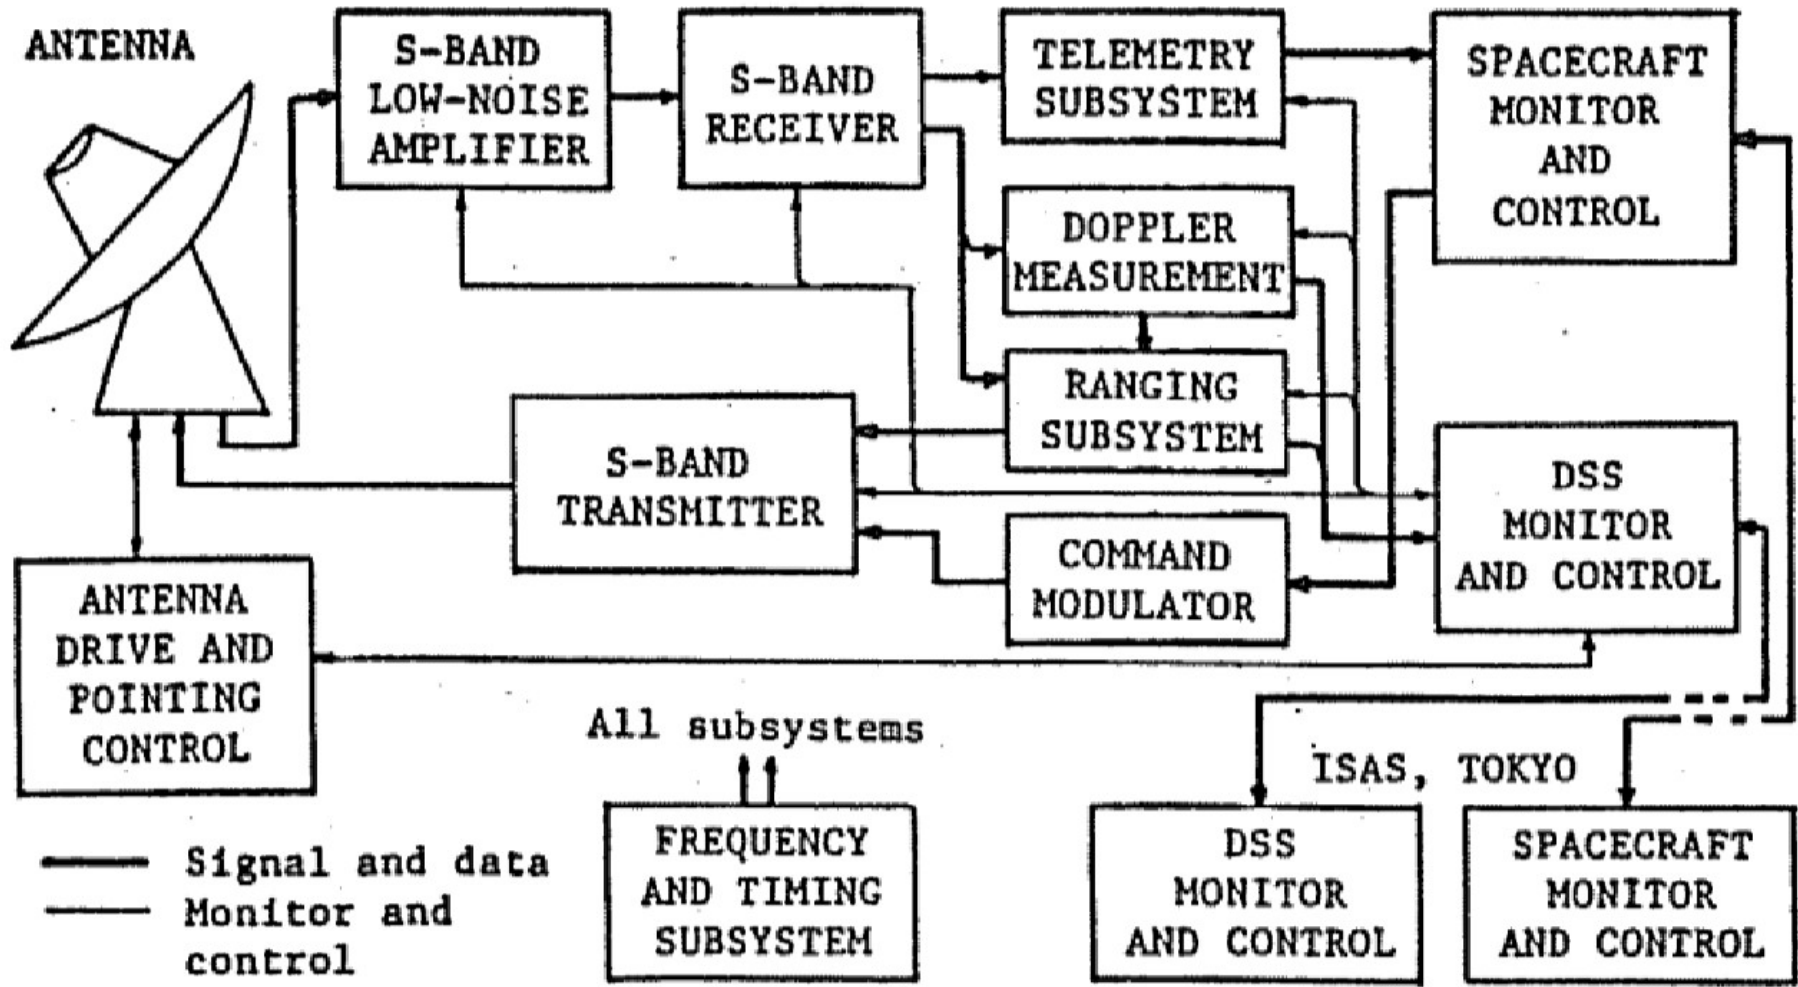 ANTENNA
S-BAND
LOW-NOISE
AMPLIFIER
S-BAND
RECEIVER
TELEMETRY
SUBSYSTEM
SPACECRAFT
MONITOR
AND
CONTROL
DOPPLER
MEASUREMENT
RANGING
SUBSYSTEM
S-BAND
TRANSMITTER
COMMAND
MODULATOR
DSS
MONITOR
AND CONTROL
ANTENNA
DRIVE AND
POINTING
CONTROL
All subsystems
FREQUENCY
AND TIMING
SUBSYSTEM
ISAS, TOKYO
DSS
MONITOR
AND CONTROL
SPACECRAFT
MONITOR
AND CONTROL
Signal and data
Monitor and
control